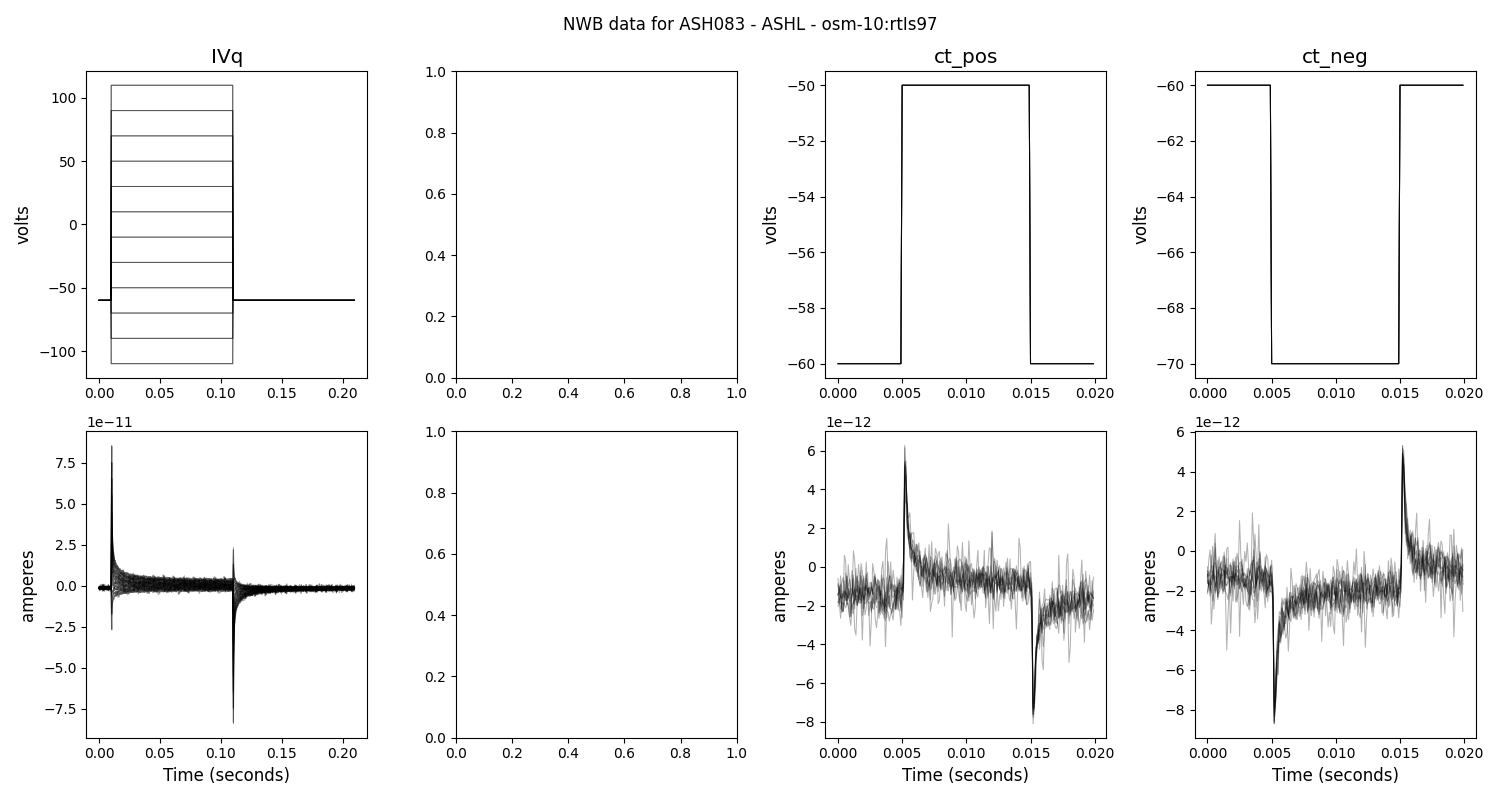 NWB data for ASH083 - ASHL - osm-10:rtls97
IVq
ct_pos
ct_neg
volts
100
50
0
−50
−100
0.00 0.05 0.10 0.15 0.20
1.0
0.8
0.6
0.4
0.2
0.0
0.0 0.2 0.4 0.6 0.8 1.0
volts
−50
−52
−54
−56
−58
−60
0.000 0.005 0.010 0.015 0.020
volts
−60
−62
−64
−66
−68
−70
0.000 0.005 0.010 0.015 0.020
1e−11
amperes
7.5
5.0
2.5
0.0
−2.5
−5.0
−7.5
0.00 0.05 0.10 0.15 0.20
Time (seconds)
1.0
0.8
0.6
0.4
0.2
0.0
0.0 0.2 0.4 0.6 0.8 1.0
1e−12
amperes
6
4
2
0
−2
−4
−6
−8
0.000 0.005 0.010 0.015 0.020
Time (seconds)
1e−12
amperes
6
4
2
0
−2
−4
−6
−8
0.000 0.005 0.010 0.015 0.020
Time (seconds)